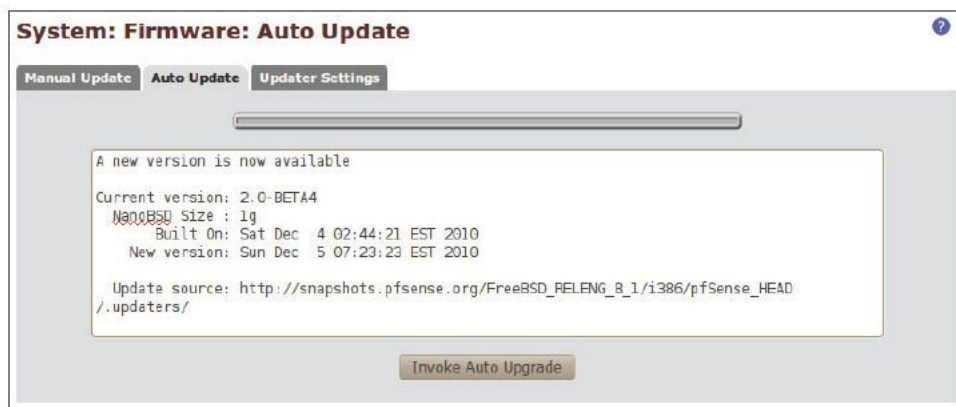 System: Firmware: Auto Update
?
Manual Update Auto Update Updater Settings
A new version is now available
Current version: 2.0-BETA4
NanoBSD Size : 1g
Built On: Sat Dec 4 02:44:21 EST 2010
New version: Sun Dec 5 07:23:23 EST 2010
Update source: http://snapshots.pfsense.org/FreeBSD_RELENG_8_1/i386/pfSense_HEAD
/.updaters/
Invoke Auto Upgrade